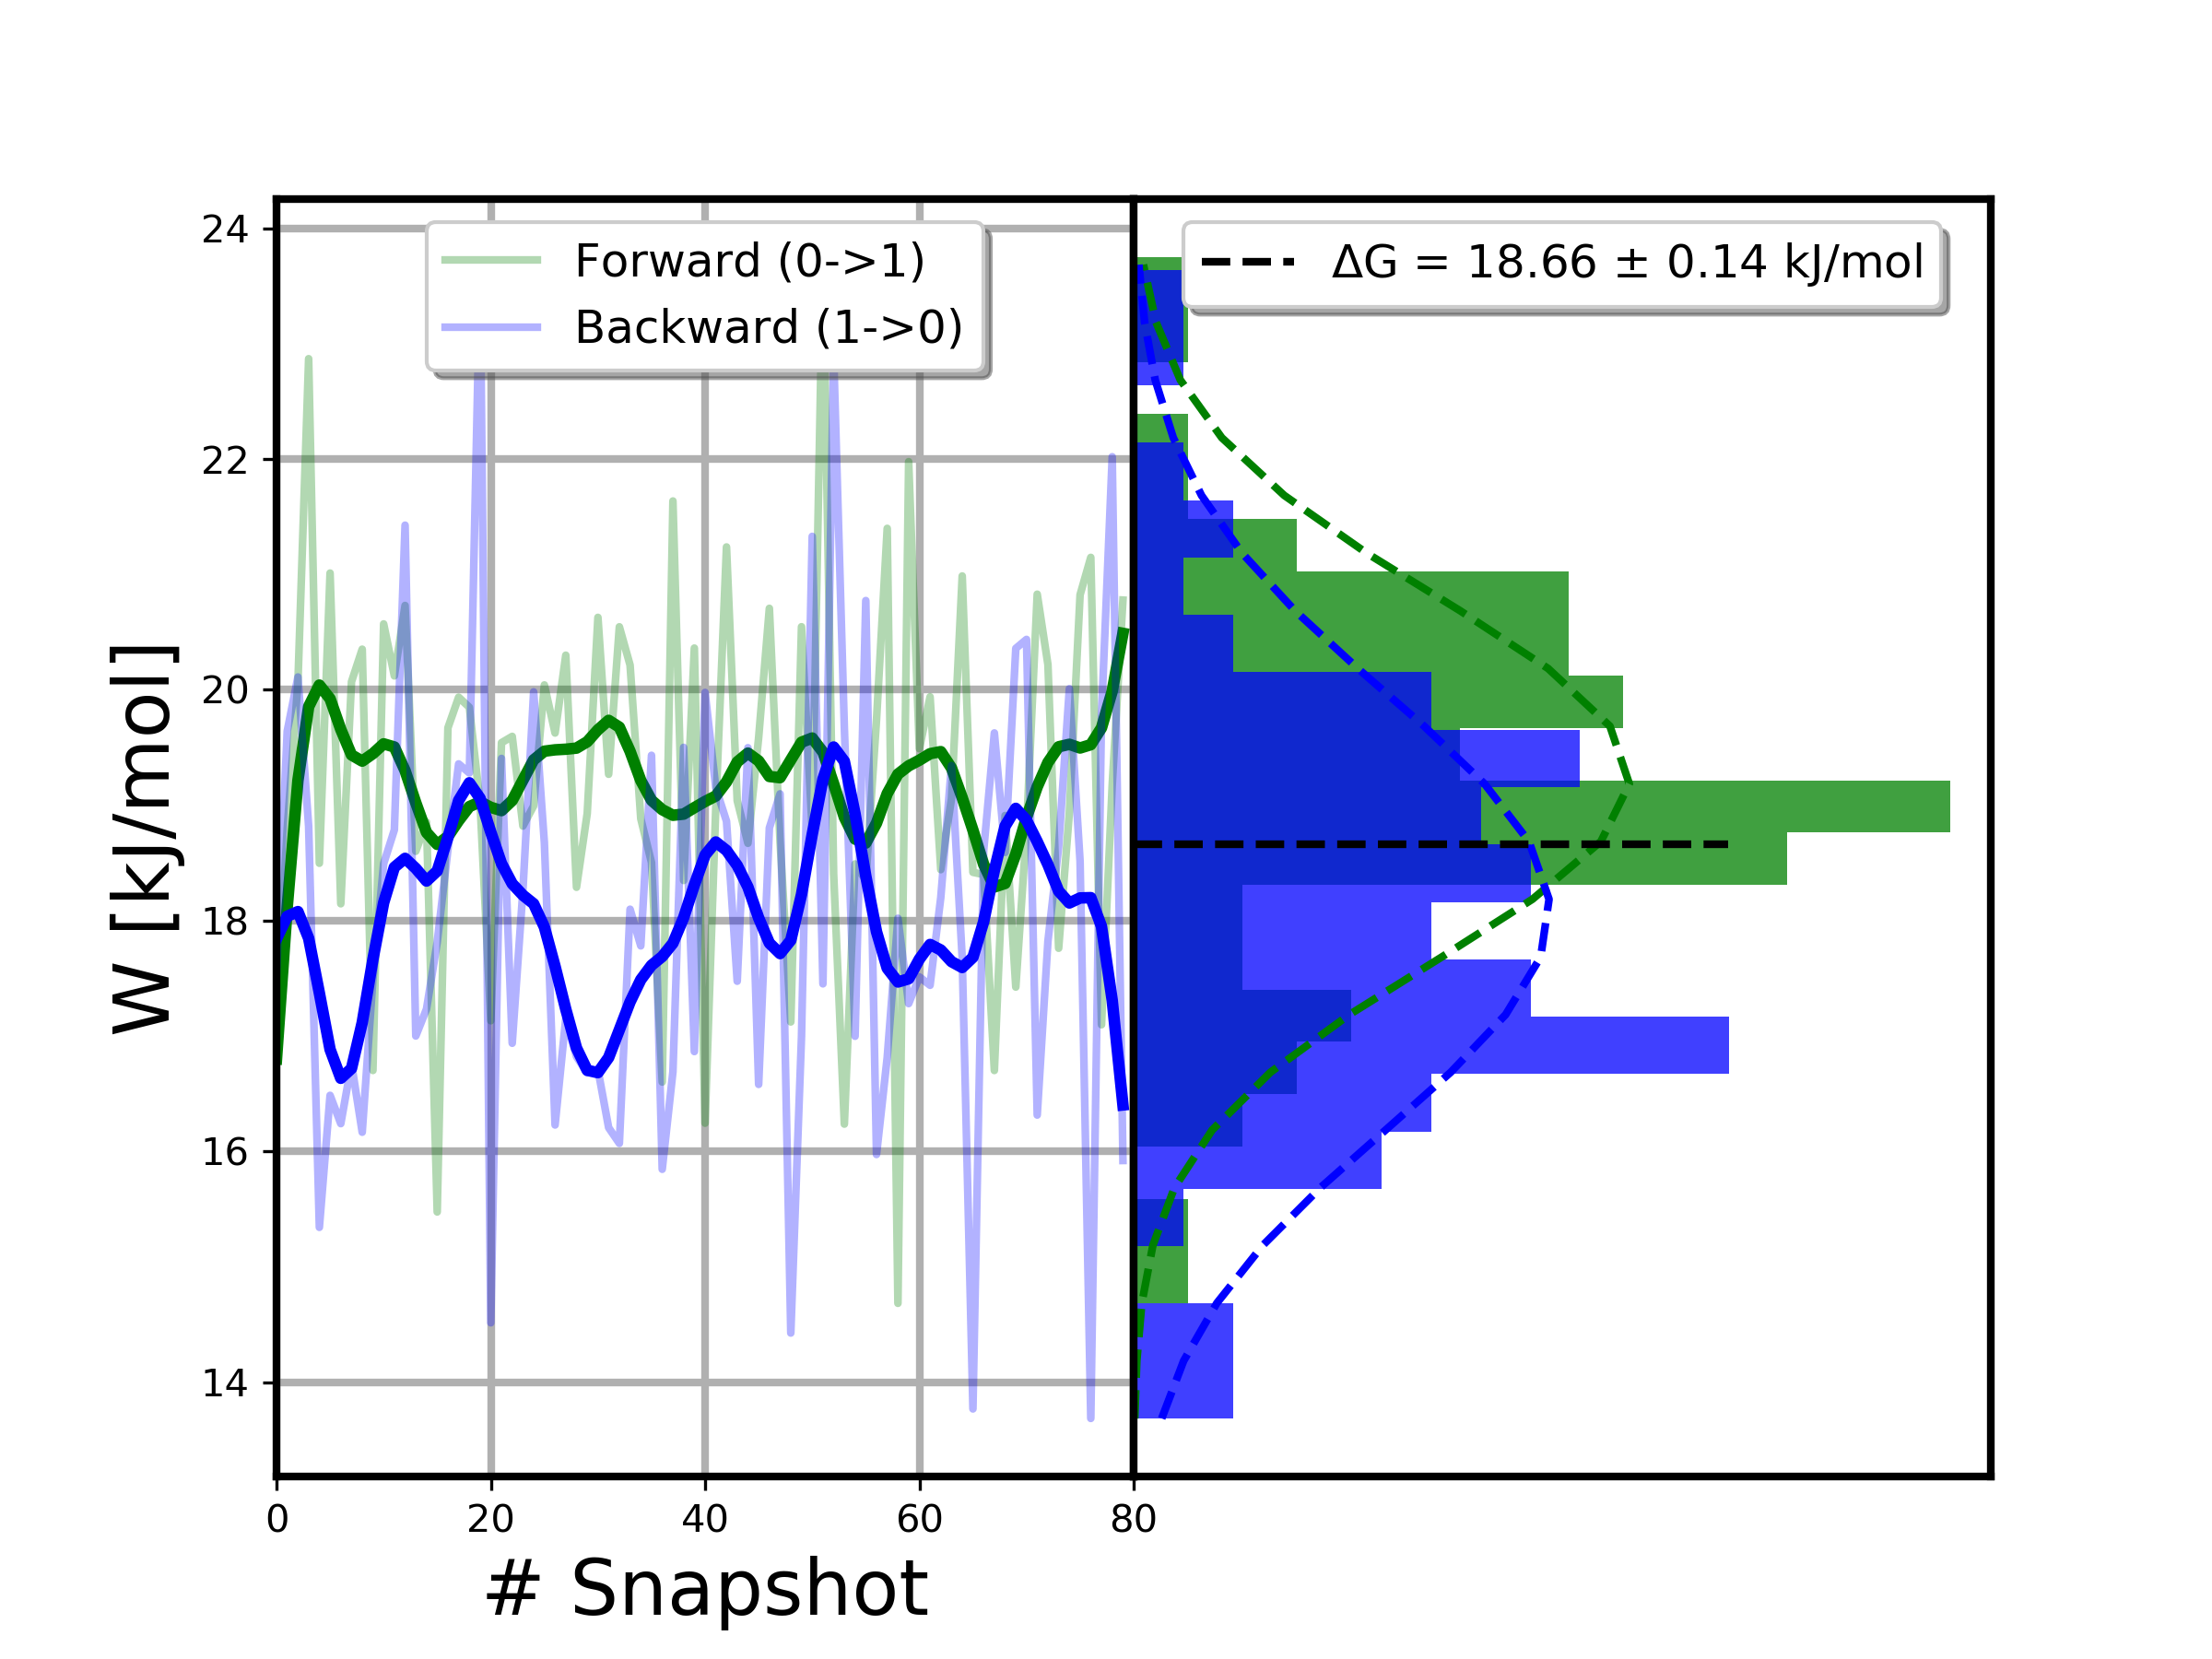 24
22
20
18
16
14
W [kJ/mol]
Forward (0->1)
Backward (1->0)
ΔG = 18.66 ± 0.14 kJ/mol
0
20
40
60
80
# Snapshot